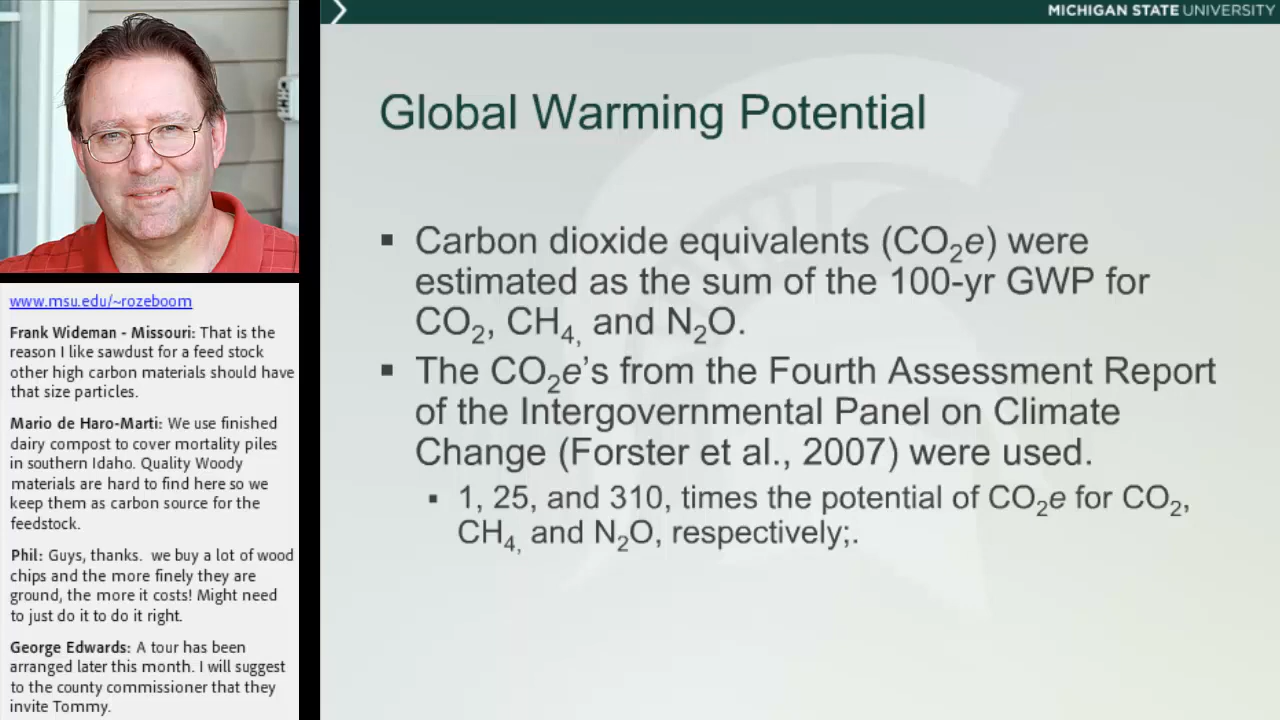 MICHIGAN STATE UNIVERSITY
Global Warming Potential
Carbon dioxide equivalents (CO₂e) were
estimated as the sum of the 100-yr GWP for
CO₂, CH₄, and N₂O.
The CO₂e’s from the Fourth Assessment Report
of the Intergovernmental Panel on Climate
Change (Forster et al., 2007) were used.
1, 25, and 310, times the potential of CO₂e for CO₂,
CH₄, and N₂O, respectively;.
www.msu.edu/~rozeboom
Frank Wideman - Missouri: That is the
reason I like sawdust for a feed stock
other high carbon materials should have
that size particles.
Mario de Haro-Marti: We use finished
dairy compost to cover mortality piles
in southern Idaho. Quality Woody
materials are hard to find here so we
keep them as carbon source for the
feedstock.
Phil: Guys, thanks.  we buy a lot of wood
chips and the more finely they are
ground, the more it costs! Might need
to just do it to do it right.
George Edwards: A tour has been
arranged later this month. I will suggest
to the county commissioner that they
invite Tommy.